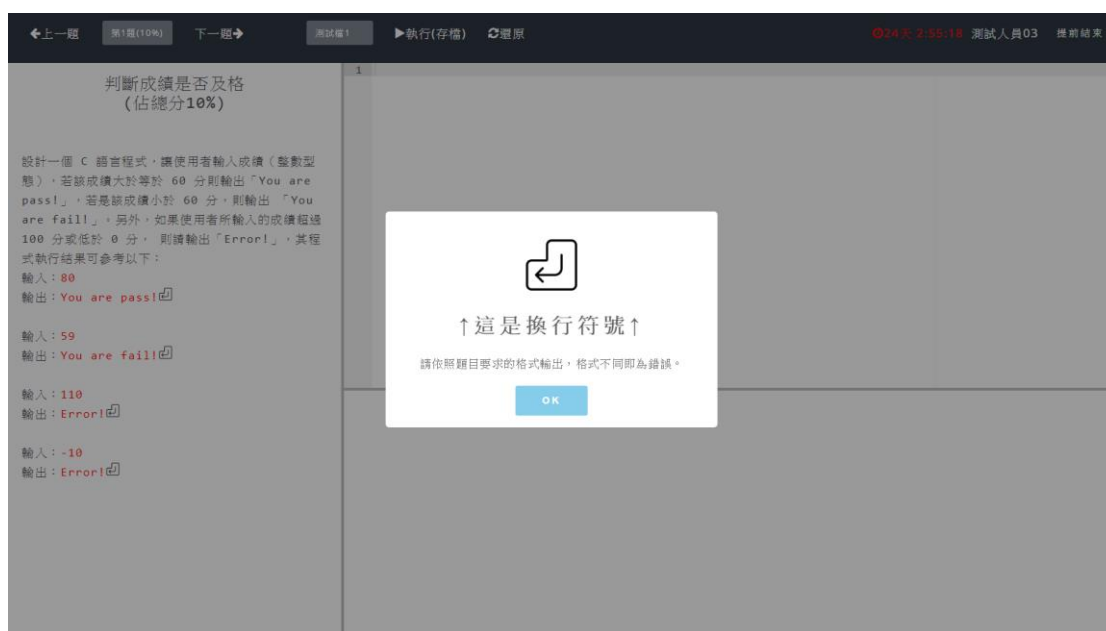 ←上一題 第1題(10%) 下一題→ 測試檔1 ▶執行(存檔) 還原 24天 2:55:18 測試人員03 提前結束
判斷成績是否及格
(佔總分10%)
1
設計一個 C 語言程式，讓使用者輸入成績（整數型
態），若該成績大於等於 60 分則輸出「You are
pass!」，若是該成績小於 60 分，則輸出 「You
are fail!」。另外，如果使用者所輸入的成績超過
100 分或低於 0 分， 則請輸出「Error!」，其程
式執行結果可參考以下：
輸入：80
輸出：You are pass!
輸入：59
輸出：You are fail!
輸入：110
輸出：Error!
輸入：-10
輸出：Error!
↑這是換行符號↑
請依照題目要求的格式輸出，格式不同即為錯誤。
OK